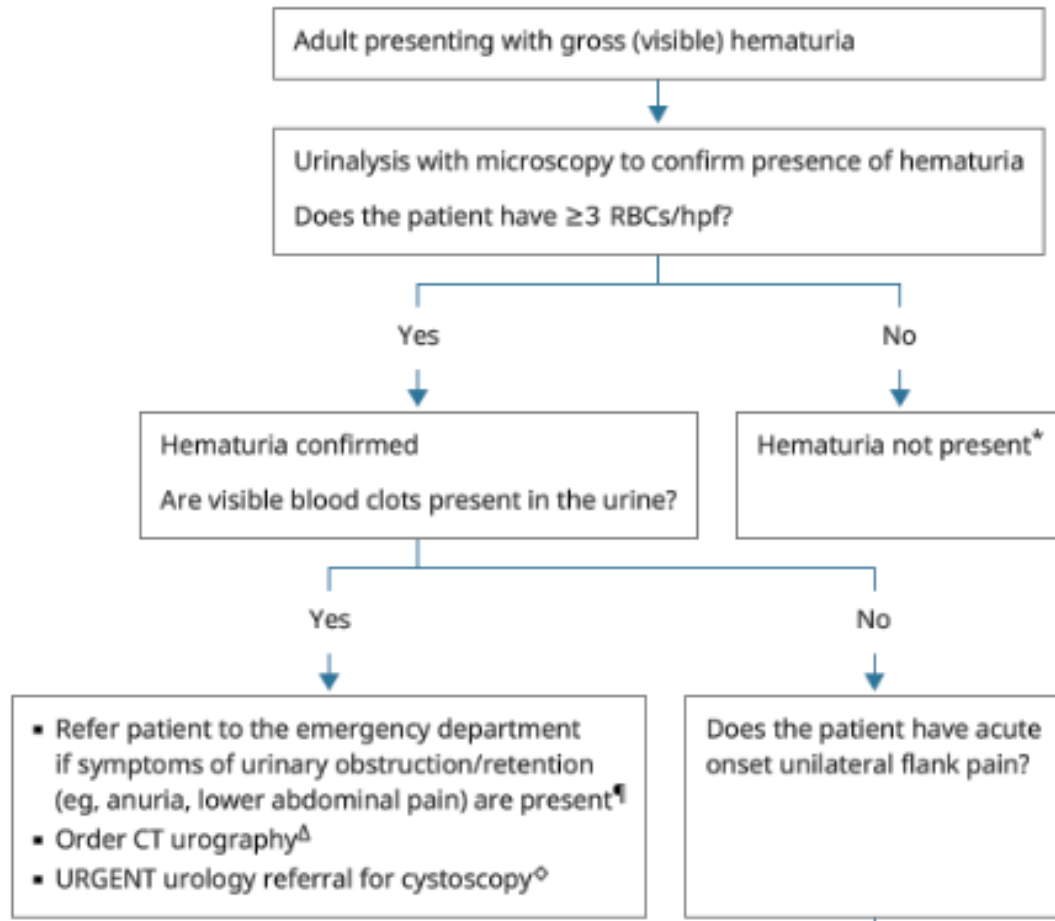 Adult presenting with gross (visible) hematuria
Urinalysis with microscopy to confirm presence of hematuria
Does the patient have ≥3 RBCs/hpf?
Yes
No
Hematuria confirmed
Are visible blood clots present in the urine?
Hematuria not present*
Yes
No
▪ Refer patient to the emergency department
if symptoms of urinary obstruction/retention
(eg, anuria, lower abdominal pain) are present¶
▪ Order CT urographyΔ
▪ URGENT urology referral for cystoscopy◇
Does the patient have acute
onset unilateral flank pain?